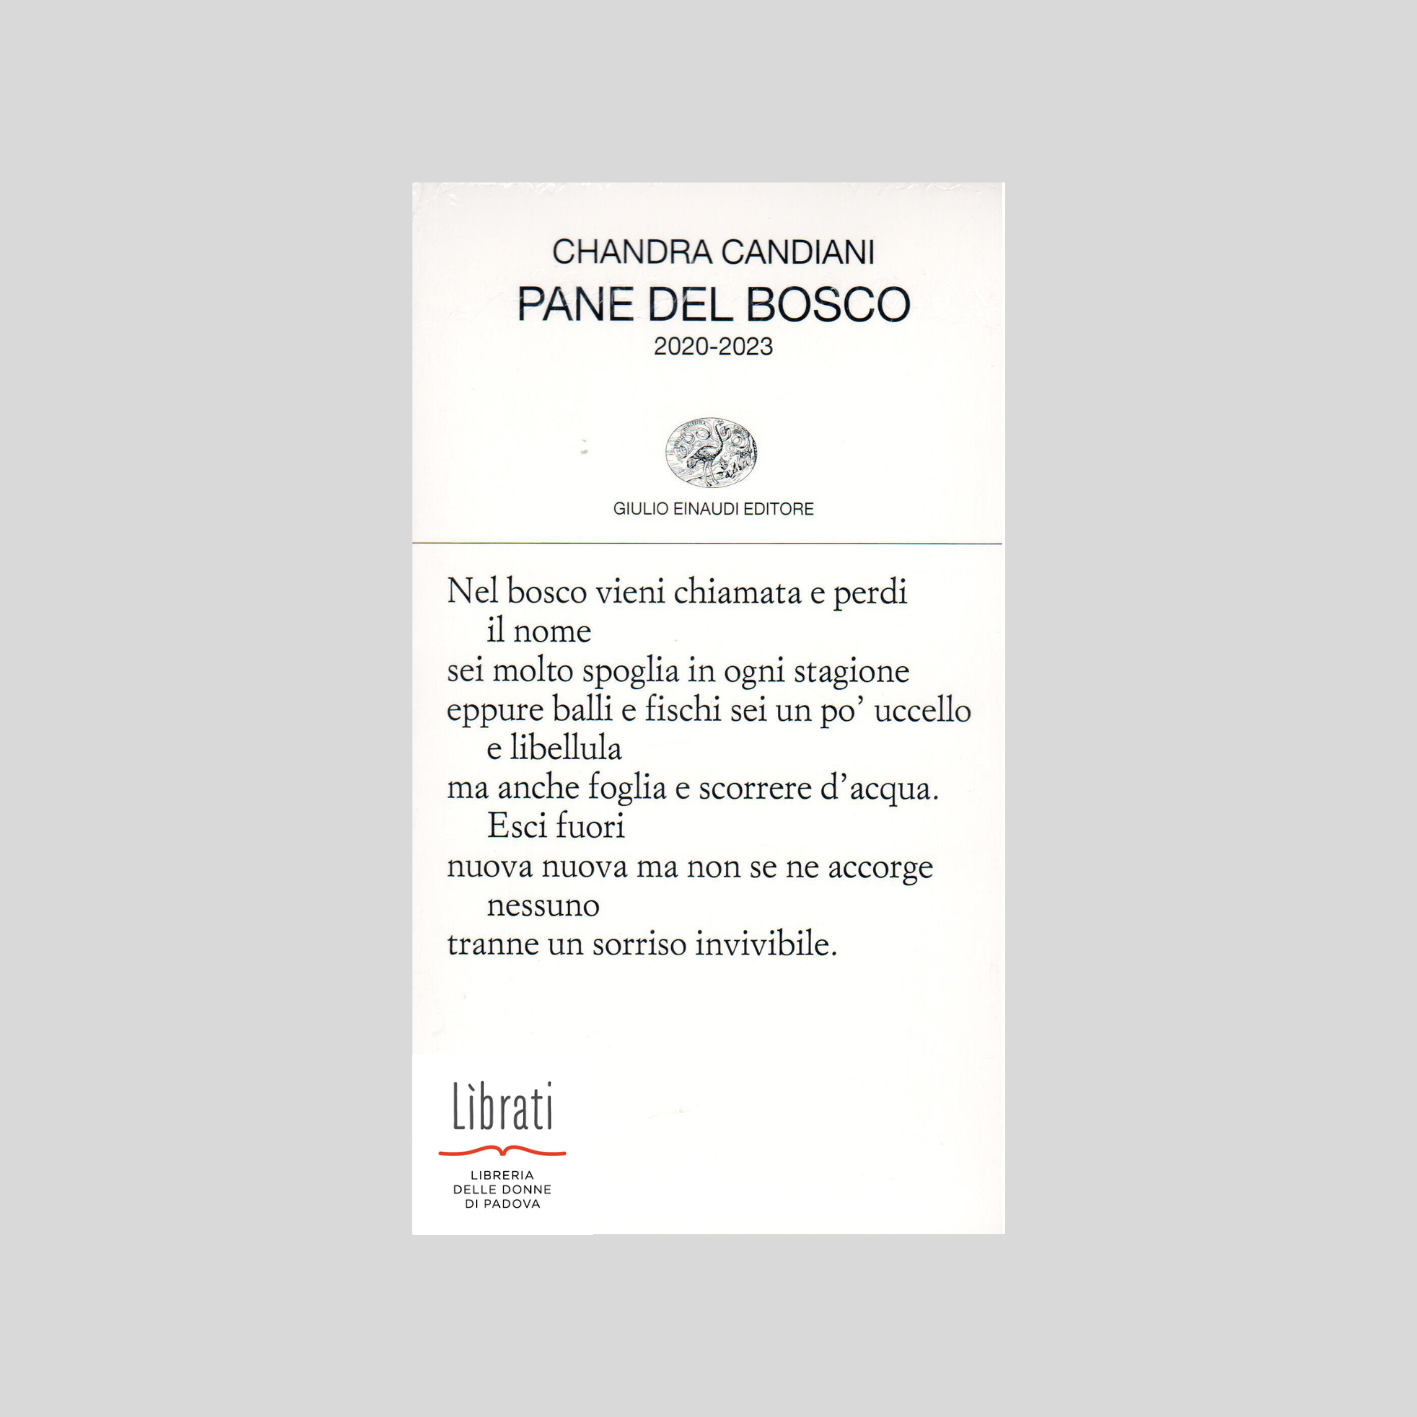 CHANDRA CANDIANI
PANE DEL BOSCO
2020-2023
GIULIO EINAUDI EDITORE
Nel bosco vieni chiamata e perdi
il nome
sei molto spoglia in ogni stagione
eppure balli e fischi sei un po’ uccello
e libellula
ma anche foglia e scorrere d’acqua.
Esci fuori
nuova nuova ma non se ne accorge
nessuno
tranne un sorriso invivibile.
Lìbrati
LIBRERIA
DELLE DONNE
DI PADOVA